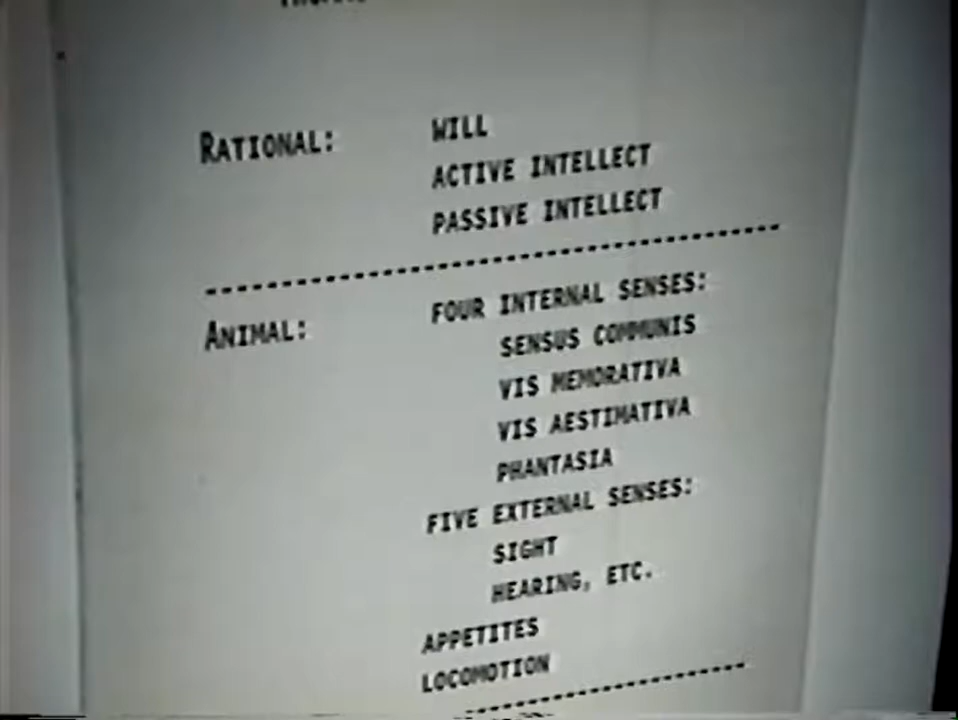 RATIONAL: WILL
ACTIVE INTELLECT
PASSIVE INTELLECT
ANIMAL: FOUR INTERNAL SENSES:
SENSUS COMMUNIS
VIS MEMORATIVA
VIS AESTIMATIVA
PHANTASIA
FIVE EXTERNAL SENSES:
SIGHT
HEARING, ETC.
APPETITES
LOCOMOTION